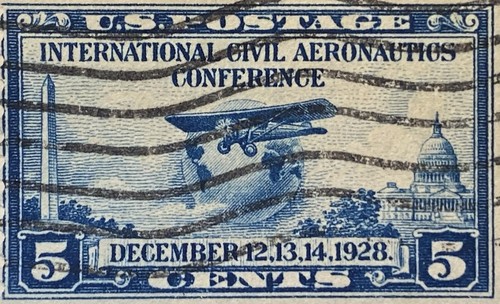 U.S. POSTAGE
INTERNATIONAL CIVIL AERONAUTICS
CONFERENCE
DECEMBER 12,13,14,1928.
5 CENTS 5